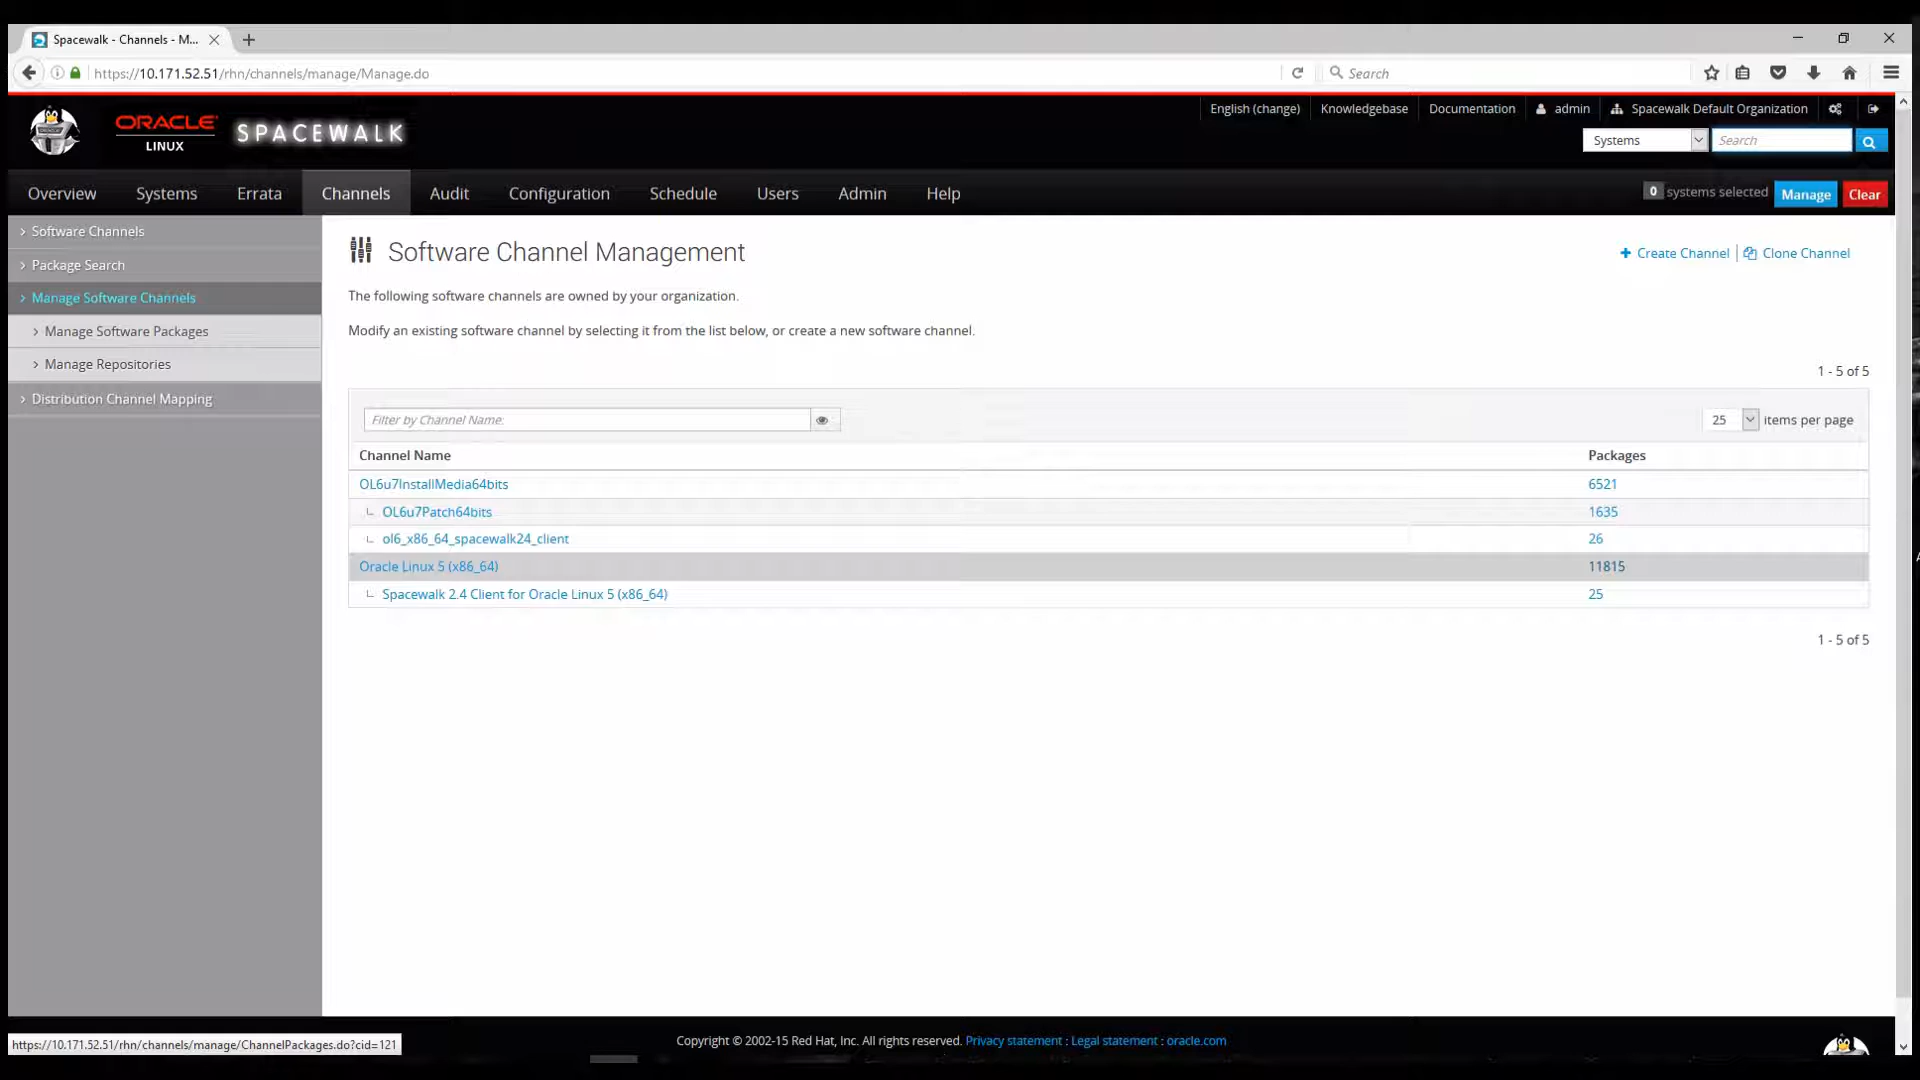 Spacewalk - Channels - M...
https://10.171.52.51/rhn/channels/manage/Manage.do
Search
ORACLE
LINUX
SPACEWALK
English (change)
Knowledgebase
Documentation
admin
Spacewalk Default Organization
Systems
Search
Overview
Systems
Errata
Channels
Audit
Configuration
Schedule
Users
Admin
Help
0 systems selected
Manage
Clear
Software Channels
Package Search
Manage Software Channels
Manage Software Packages
Manage Repositories
Distribution Channel Mapping
Software Channel Management
Create Channel
Clone Channel
The following software channels are owned by your organization.
Modify an existing software channel by selecting it from the list below, or create a new software channel.
1 - 5 of 5
Filter by Channel Name:
25 items per page
Channel Name Packages
OL6u7InstallMedia64bits 6521
OL6u7Patch64bits 1635
ol6_x86_64_spacewalk24_client 26
Oracle Linux 5 (x86_64) 11815
Spacewalk 2.4 Client for Oracle Linux 5 (x86_64) 25
1 - 5 of 5
Copyright © 2002-15 Red Hat, Inc. All rights reserved. Privacy statement : Legal statement : oracle.com
https://10.171.52.51/rhn/channels/manage/ChannelPackages.do?cid=121